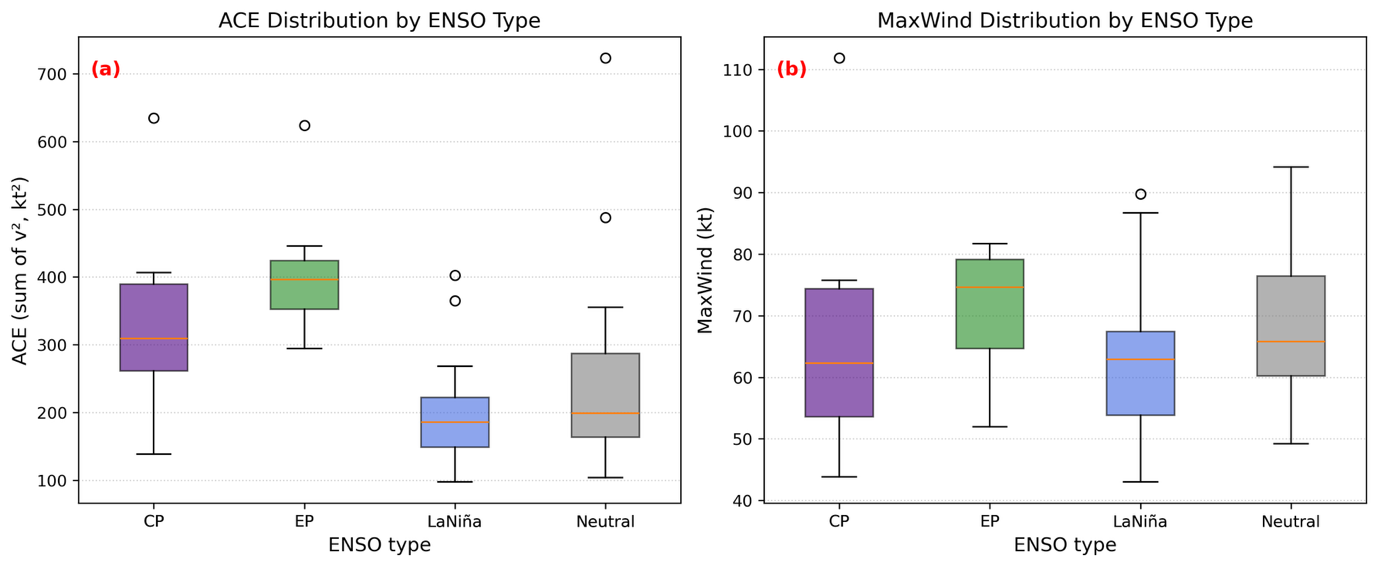 ACE Distribution by ENSO Type
(a)
ACE (sum of v², kt²)
700
600
500
400
300
200
100
CP EP LaNiña Neutral
ENSO type
MaxWind Distribution by ENSO Type
(b)
MaxWind (kt)
110
100
90
80
70
60
50
40
CP EP LaNiña Neutral
ENSO type